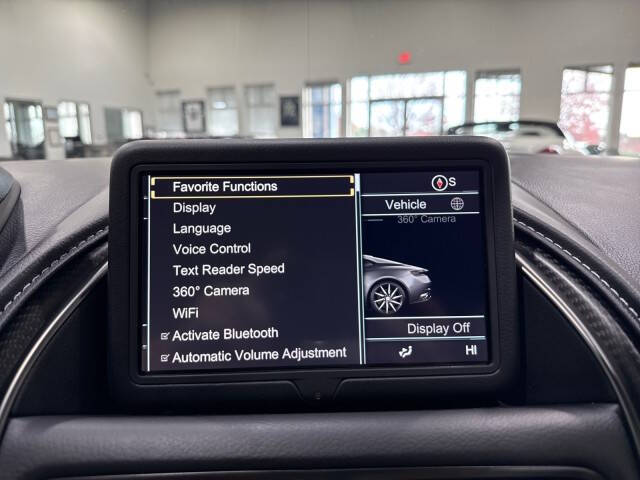 Favorite Functions
Display
Language
Voice Control
Text Reader Speed
360° Camera
WiFi
Activate Bluetooth
Automatic Volume Adjustment
S
Vehicle
360° Camera
Display Off
HI